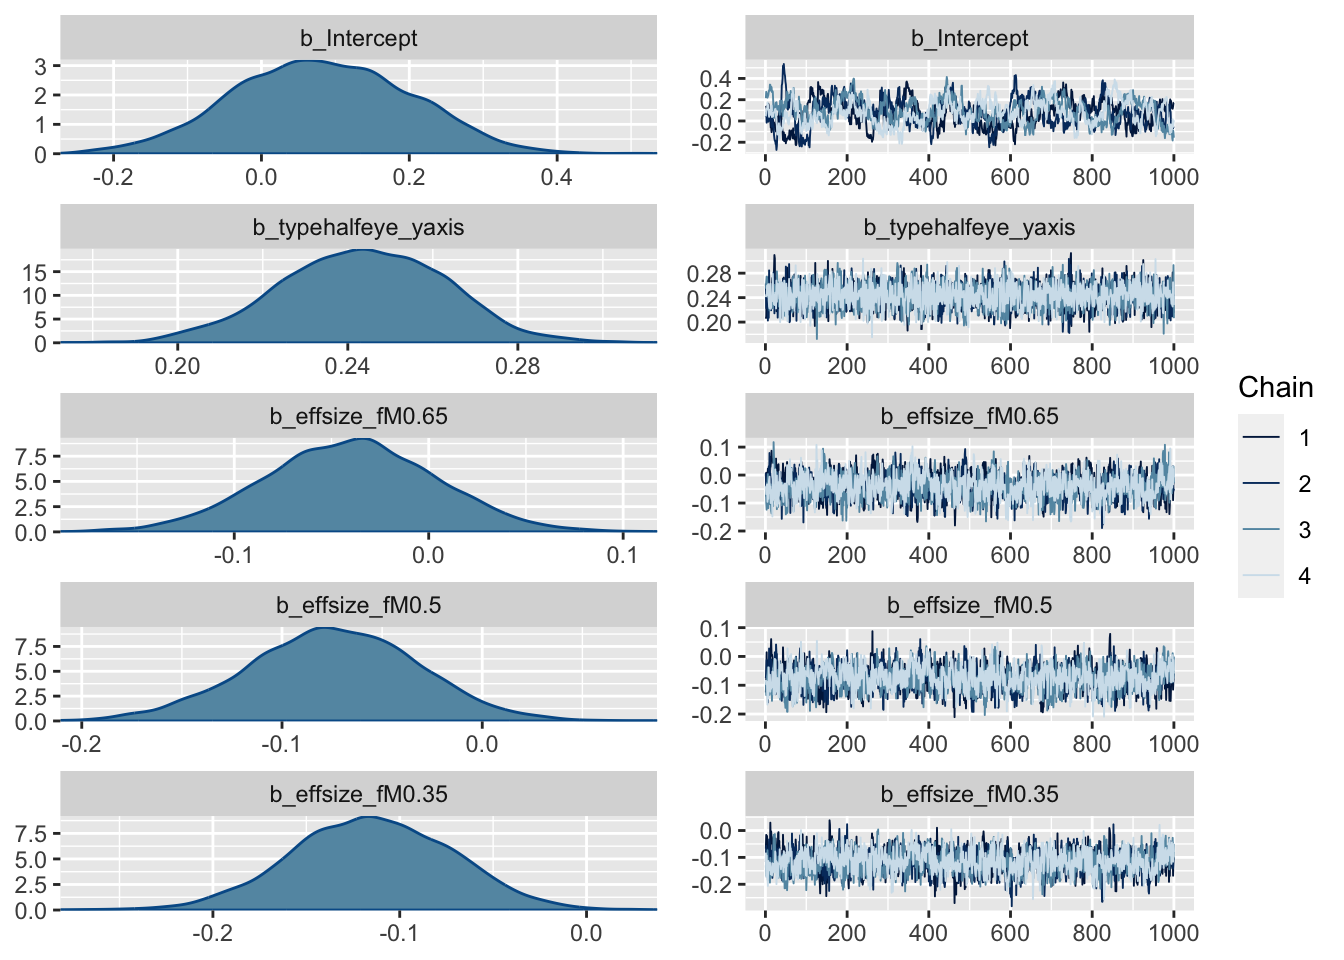 b_Intercept
3
2
1
0
-0.2 0.0 0.2 0.4
b_Intercept
0.4
0.2
0.0
-0.2
0 200 400 600 800 1000
b_typehalfeye_yaxis
15
10
5
0
0.20 0.24 0.28
b_typehalfeye_yaxis
0.28
0.24
0.20
0 200 400 600 800 1000
b_effsize_fM0.65
7.5
5.0
2.5
0.0
-0.1 0.0 0.1
b_effsize_fM0.65
0.1
0.0
-0.1
-0.2
0 200 400 600 800 1000
b_effsize_fM0.5
7.5
5.0
2.5
0.0
-0.2 -0.1 0.0
b_effsize_fM0.5
0.1
0.0
-0.1
-0.2
0 200 400 600 800 1000
b_effsize_fM0.35
7.5
5.0
2.5
0.0
-0.2 -0.1 0.0
b_effsize_fM0.35
0.0
-0.1
-0.2
0 200 400 600 800 1000
Chain
1
2
3
4